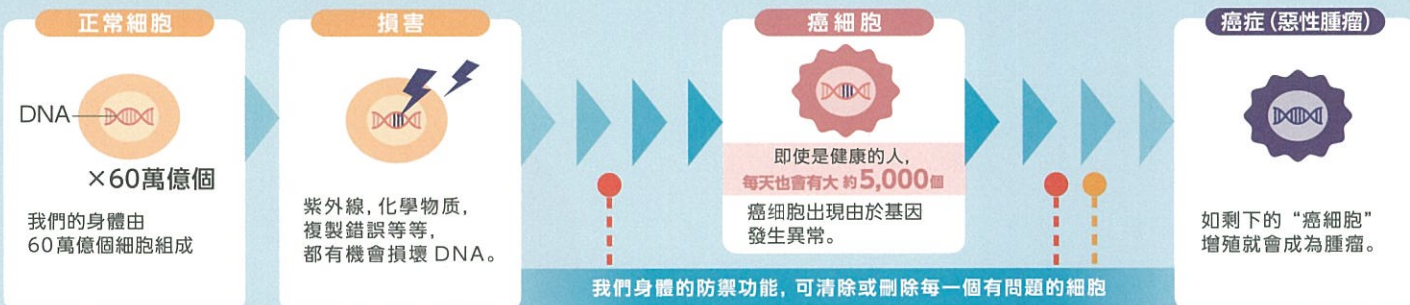 正常細胞
DNA
×60萬億個
我們的身體由
60萬億個細胞組成
損害
紫外線, 化學物质,
複製錯誤等等,
都有機會損壞 DNA。
癌細胞
即使是健康的人,
每天也會有大 約5,000個
癌细胞出現由於基因
發生異常。
癌症 (惡性腫瘤)
如剩下的“癌細胞”
增殖就會成為腫瘤。
我們身體的防禦功能, 可清除或刪除每一個有問題的細胞